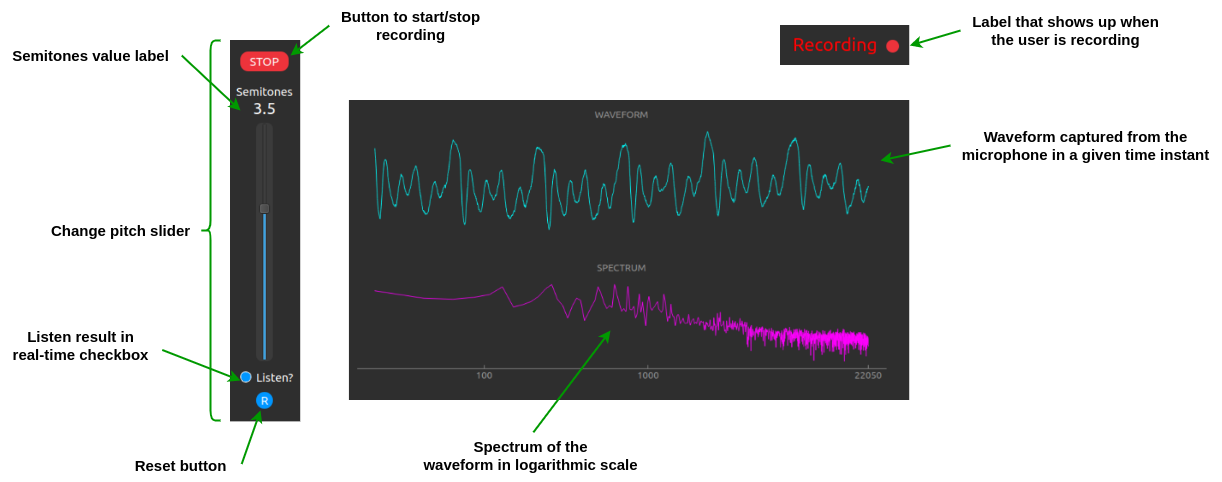 Button to start/stop
recording
Semitones value label
STOP
Semitones
3.5
Change pitch slider
Listen result in
real-time checkbox
Listen?
R
Reset button
Recording
Label that shows up when
the user is recording
WAVEFORM
Waveform captured from the
microphone in a given time instant
SPECTRUM
100
1000
22050
Spectrum of the
waveform in logarithmic scale